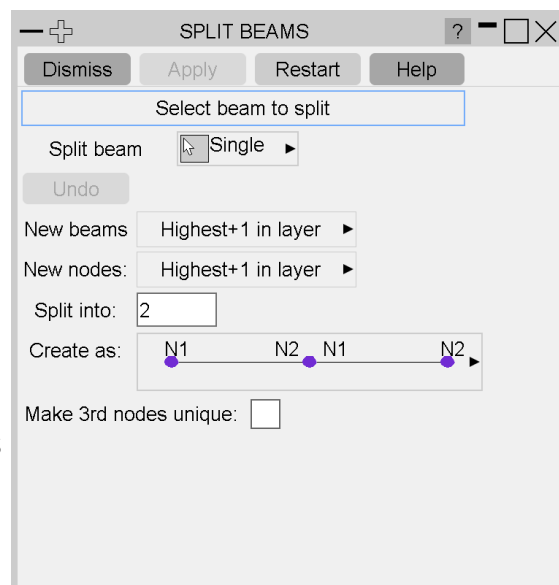 SPLIT BEAMS ?
Dismiss Apply Restart Help
Select beam to split
Split beam Single
Undo
New beams Highest+1 in layer
New nodes: Highest+1 in layer
Split into: 2
Create as: N1 N2 N1 N2
Make 3rd nodes unique: